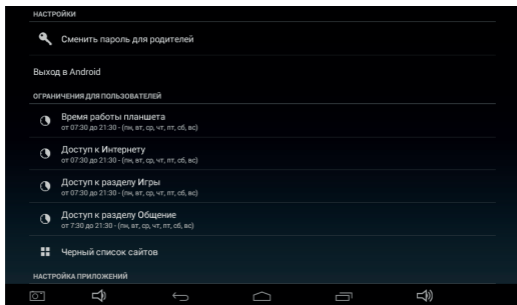 НАСТРОЙКИ
Сменить пароль для родителей
Выход в Android
ОГРАНИЧЕНИЯ ДЛЯ ПОЛЬЗОВАТЕЛЕЙ
Время работы планшета
от 07:30 до 21:30 - (пн, вт, ср, чт, пт, сб, вс)
Доступ к Интернету
от 07:30 до 21:30 - (пн, вт, ср, чт, пт, сб, вс)
Доступ к разделу Игры
от 07:30 до 21:30 - (пн, вт, ср, чт, пт, сб, вс)
Доступ к разделу Общение
от 7:30 до 21:30 - (пн, вт, ср, чт, пт, сб, вс)
Черный список сайтов
НАСТРОЙКА ПРИЛОЖЕНИЙ